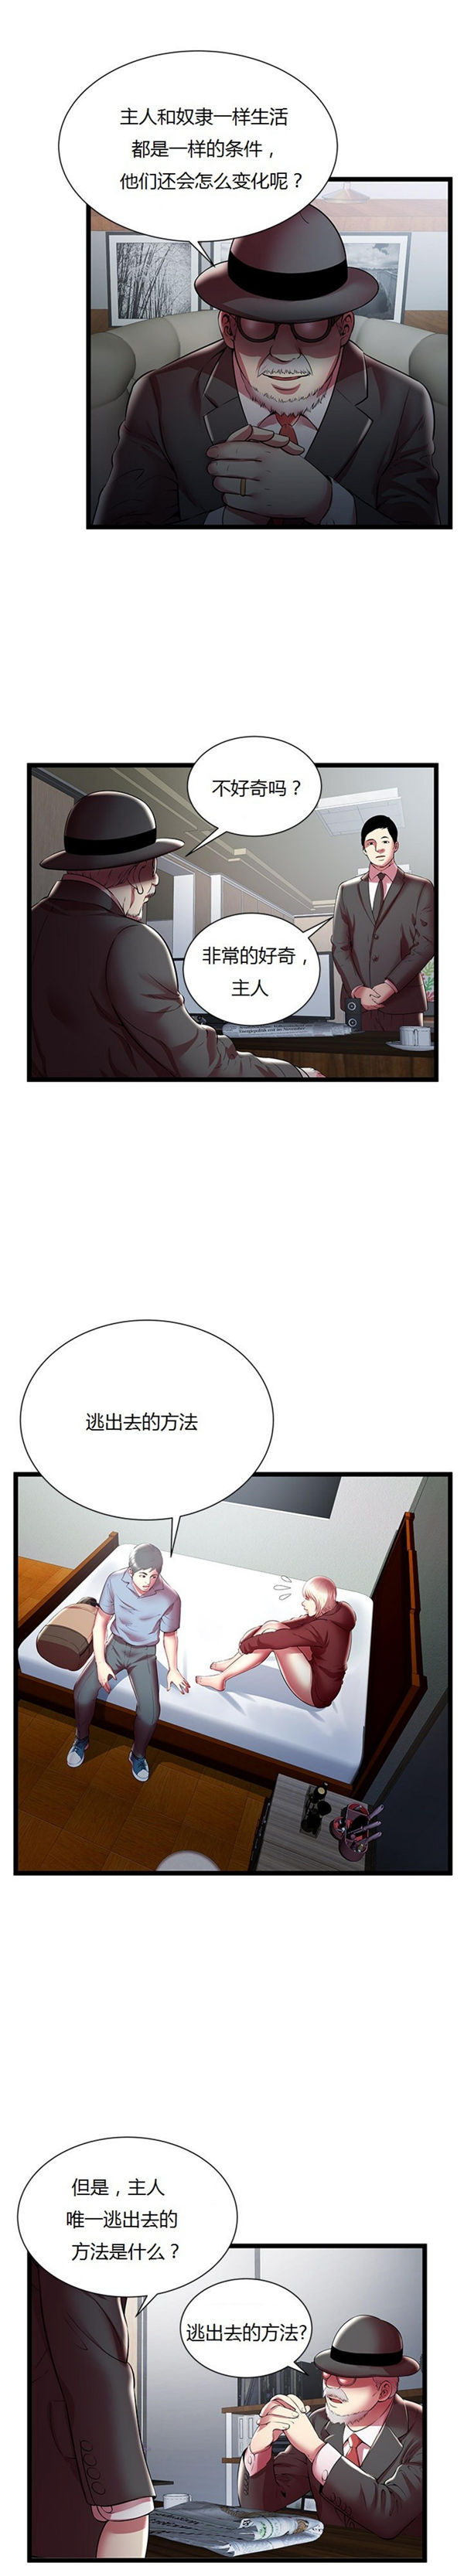 主人和奴隶一样生活
都是一样的条件，
他们还会怎么变化呢？
不好奇吗？
非常的好奇，
主人
逃出去的方法
但是，主人
唯一逃出去的
方法是什么？
逃出去的方法?